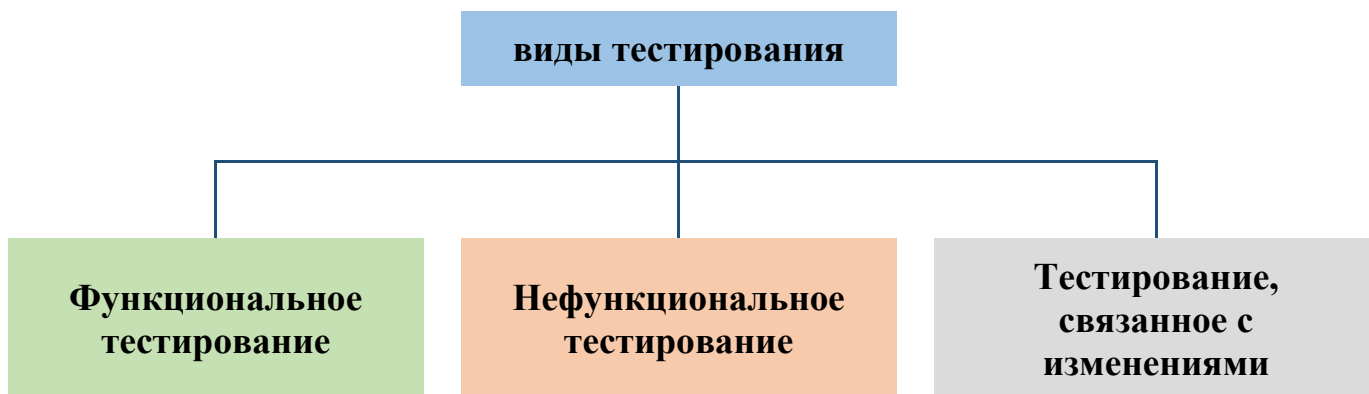 виды тестирования
Функциональное
тестирование
Нефункциональное
тестирование
Тестирование,
связанное с
изменениями